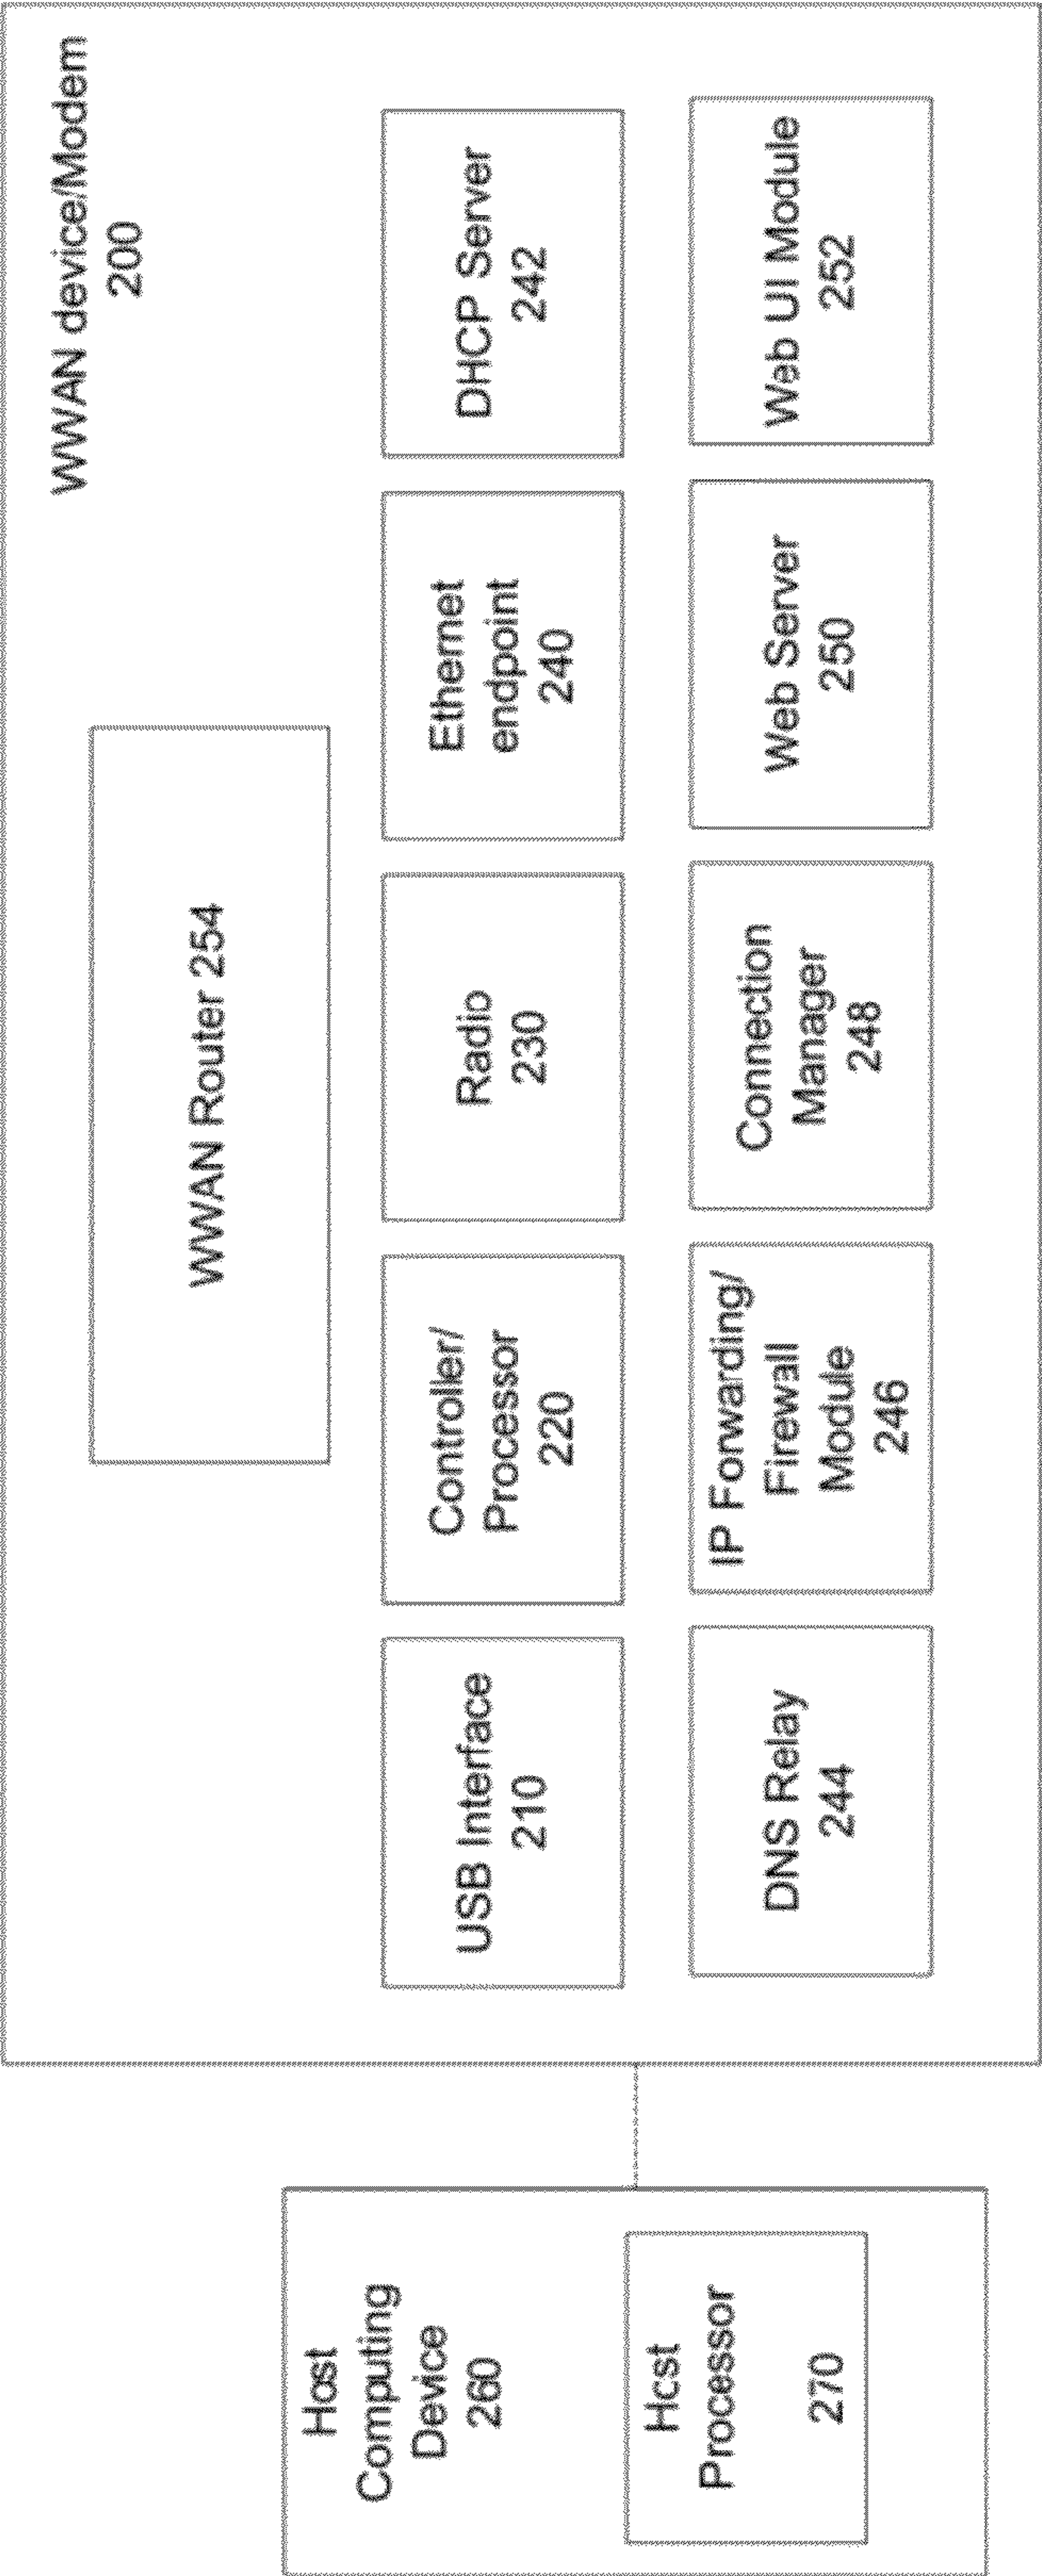 WWAN device/Modem
200
WWAN Router 254
USB Interface
210
Controller/
Processor
220
Radio
230
Ethernet
endpoint
240
DHCP Server
242
DNS Relay
244
IP Forwarding/
Firewall
Module
246
Connection
Manager
248
Web Server
250
Web UI Module
252
Host
Computing
Device
260
Host
Processor
270